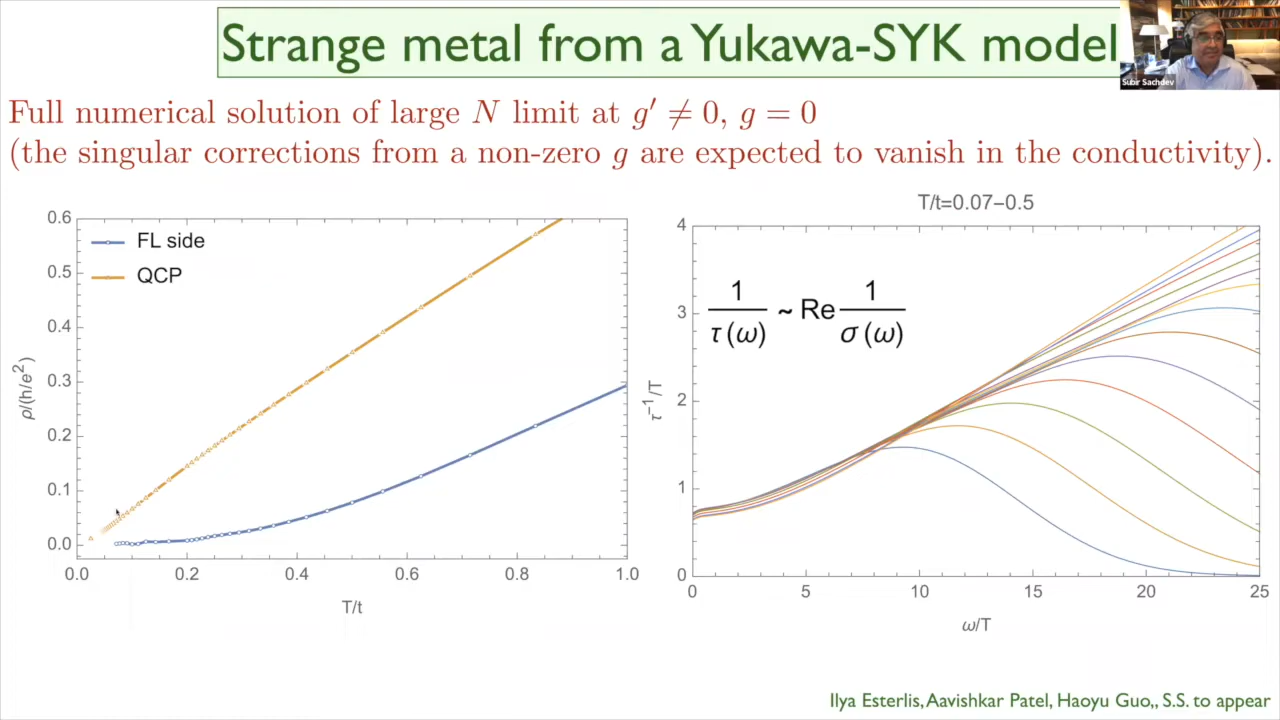 Strange metal from a Yukawa-SYK model
Subir Sachdev
Full numerical solution of large N limit at g′ ≠ 0, g = 0
(the singular corrections from a non-zero g are expected to vanish in the conductivity).
0.6
0.5
0.4
0.3
0.2
0.1
0.0
ρ/(h/e²)
FL side
QCP
0.0 0.2 0.4 0.6 0.8 1.0
T/t
T/t=0.07−0.5
4
3
2
1
0
τ⁻¹/T
1/τ(ω) ~ Re 1/σ(ω)
0 5 10 15 20 25
ω/T
Ilya Esterlis, Aavishkar Patel, Haoyu Guo,, S.S. to appear